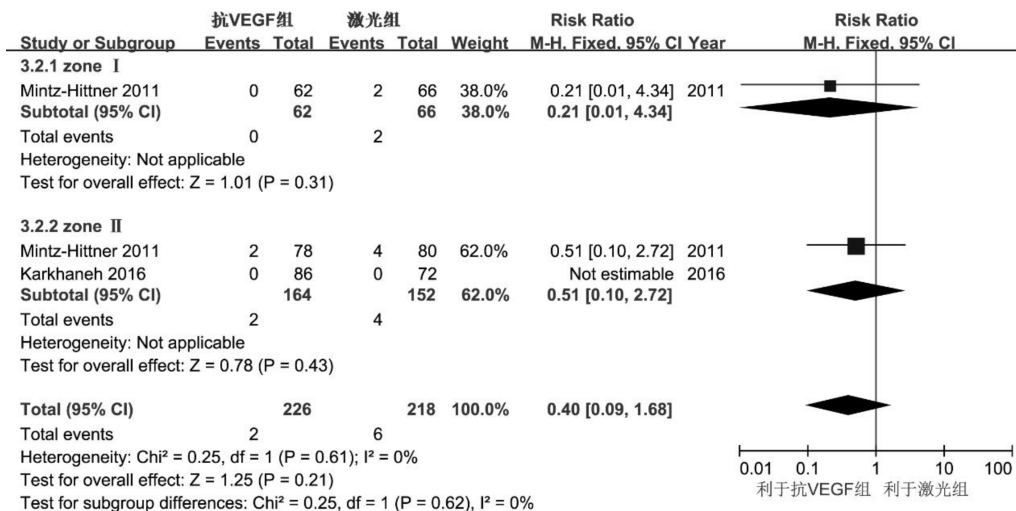 抗VEGF组 激光组 Risk Ratio Risk Ratio
Study or Subgroup Events Total Events Total Weight M-H, Fixed, 95% CI Year M-H, Fixed, 95% CI
3.2.1 zone Ⅰ
Mintz-Hittner 2011 0 62 2 66 38.0% 0.21 [0.01, 4.34] 2011
Subtotal (95% CI) 62 66 38.0% 0.21 [0.01, 4.34]
Total events 0 2
Heterogeneity: Not applicable
Test for overall effect: Z = 1.01 (P = 0.31)
3.2.2 zone Ⅱ
Mintz-Hittner 2011 2 78 4 80 62.0% 0.51 [0.10, 2.72] 2011
Karkhaneh 2016 0 86 0 72 Not estimable 2016
Subtotal (95% CI) 164 152 62.0% 0.51 [0.10, 2.72]
Total events 2 4
Heterogeneity: Not applicable
Test for overall effect: Z = 0.78 (P = 0.43)
Total (95% CI) 226 218 100.0% 0.40 [0.09, 1.68]
Total events 2 6
Heterogeneity: Chi² = 0.25, df = 1 (P = 0.61); I² = 0%
Test for overall effect: Z = 1.25 (P = 0.21)
Test for subgroup differences: Chi² = 0.25, df = 1 (P = 0.62), I² = 0%
0.01 0.1 1 10 100
利于抗VEGF组 利于激光组